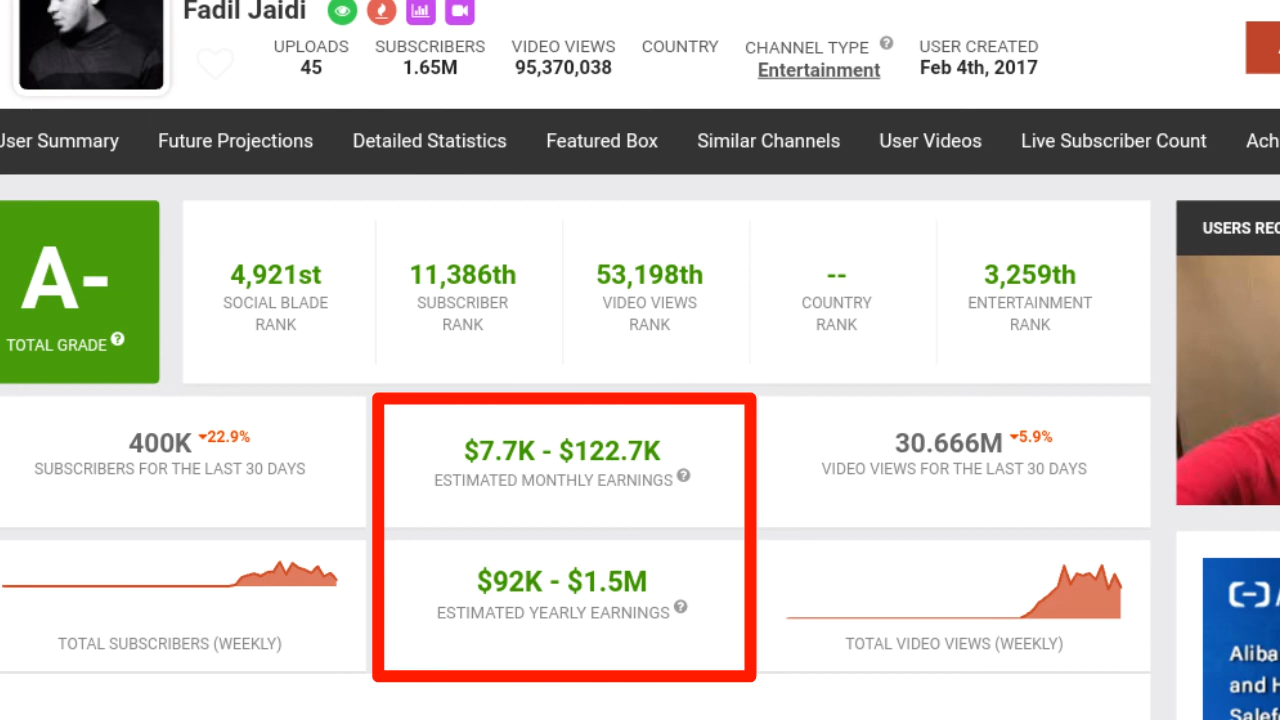 Fadil Jaidi
UPLOADS SUBSCRIBERS VIDEO VIEWS COUNTRY CHANNEL TYPE USER CREATED
45 1.65M 95,370,038 Entertainment Feb 4th, 2017
User Summary Future Projections Detailed Statistics Featured Box Similar Channels User Videos Live Subscriber Count Ach
A-
TOTAL GRADE
4,921st 11,386th 53,198th -- 3,259th
SOCIAL BLADE SUBSCRIBER VIDEO VIEWS COUNTRY ENTERTAINMENT
RANK RANK RANK RANK RANK
USERS REC
400K 22.9%
SUBSCRIBERS FOR THE LAST 30 DAYS
$7.7K - $122.7K
ESTIMATED MONTHLY EARNINGS
30.666M 5.9%
VIDEO VIEWS FOR THE LAST 30 DAYS
TOTAL SUBSCRIBERS (WEEKLY)
$92K - $1.5M
ESTIMATED YEARLY EARNINGS
TOTAL VIDEO VIEWS (WEEKLY)
Aliba
and H
Salef